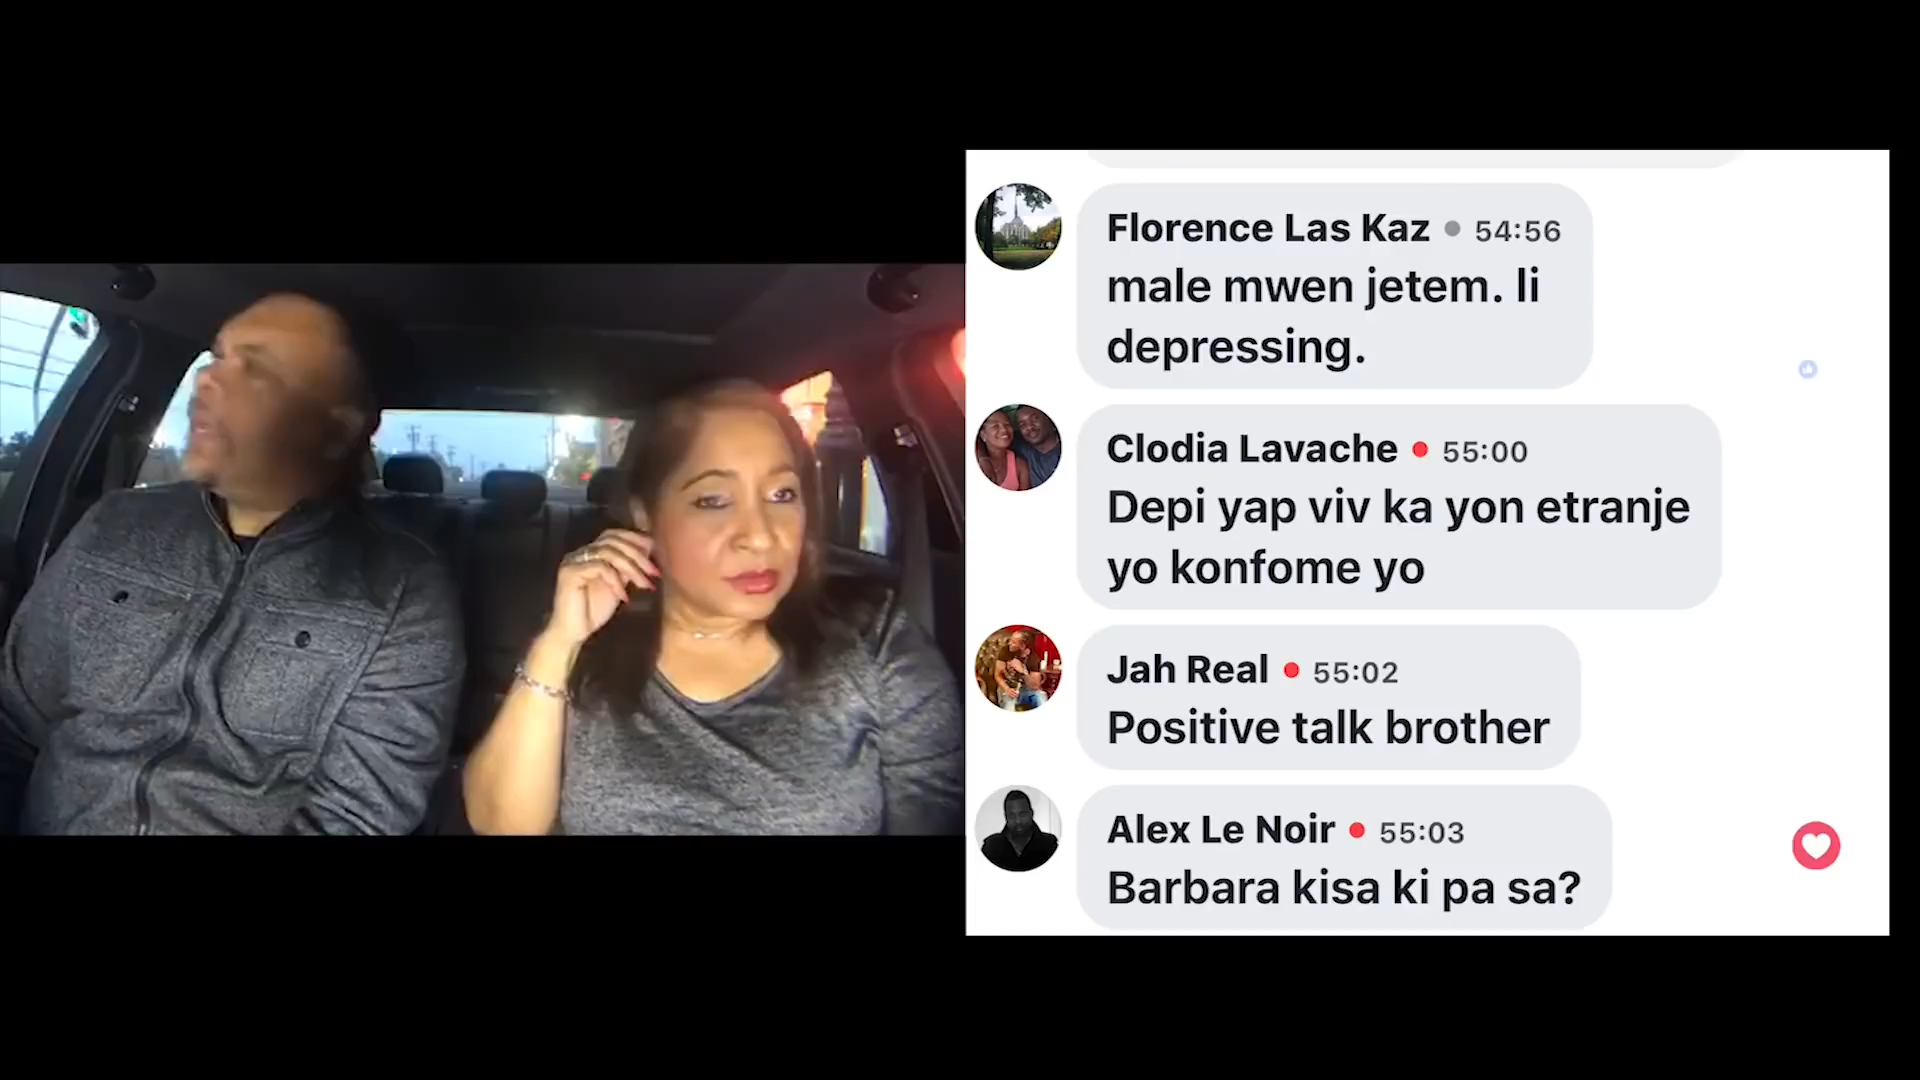 Florence Las Kaz • 54:56
male mwen jetem. li
depressing.
Clodia Lavache • 55:00
Depi yap viv ka yon etranje
yo konfome yo
Jah Real • 55:02
Positive talk brother
Alex Le Noir • 55:03
Barbara kisa ki pa sa?